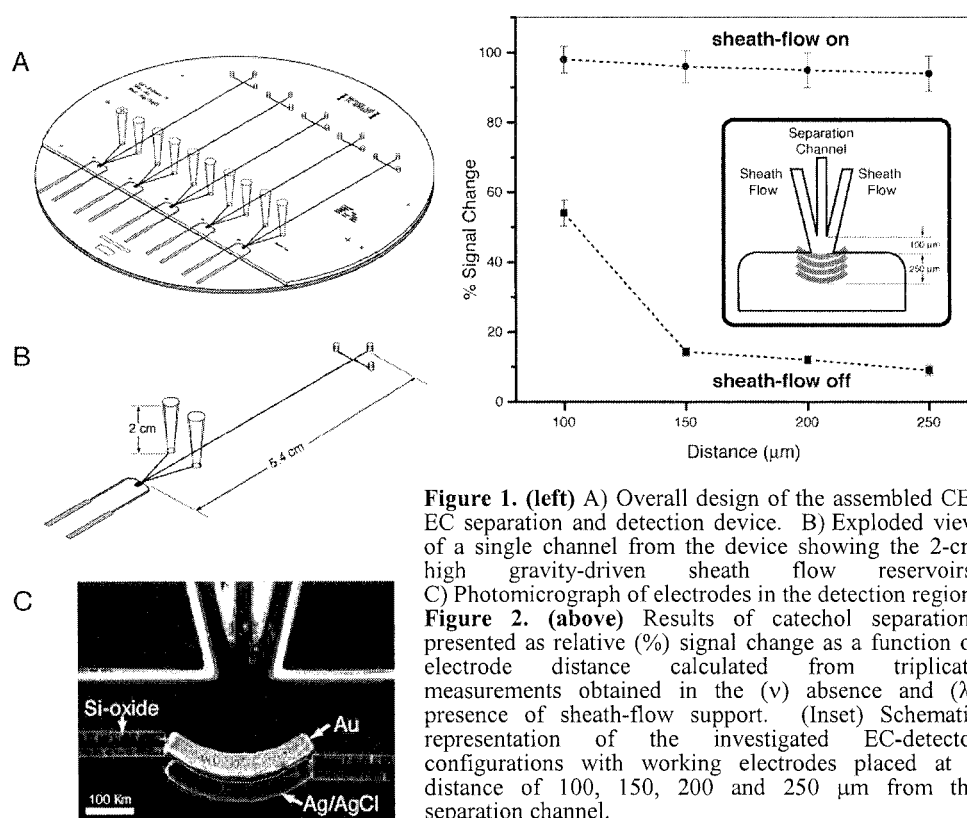 A
B
2 cm
5.4 cm
C
Si-oxide
Au
Ag/AgCl
100 Km
sheath-flow on
sheath-flow off
% Signal Change
100
80
60
40
20
0
100
150
200
250
Distance (μm)
Separation
Channel
Sheath
Flow
Sheath
Flow
100 μm
250 μm
Figure 1. (left) A) Overall design of the assembled CE
EC separation and detection device. B) Exploded view
of a single channel from the device showing the 2-cm
high gravity-driven sheath flow reservoirs
C) Photomicrograph of electrodes in the detection region
Figure 2. (above) Results of catechol separation
presented as relative (%) signal change as a function o
electrode distance calculated from triplicat
measurements obtained in the (ν) absence and (λ
presence of sheath-flow support. (Inset) Schemati
representation of the investigated EC-detecto
configurations with working electrodes placed at
distance of 100, 150, 200 and 250 μm from the
separation channel.